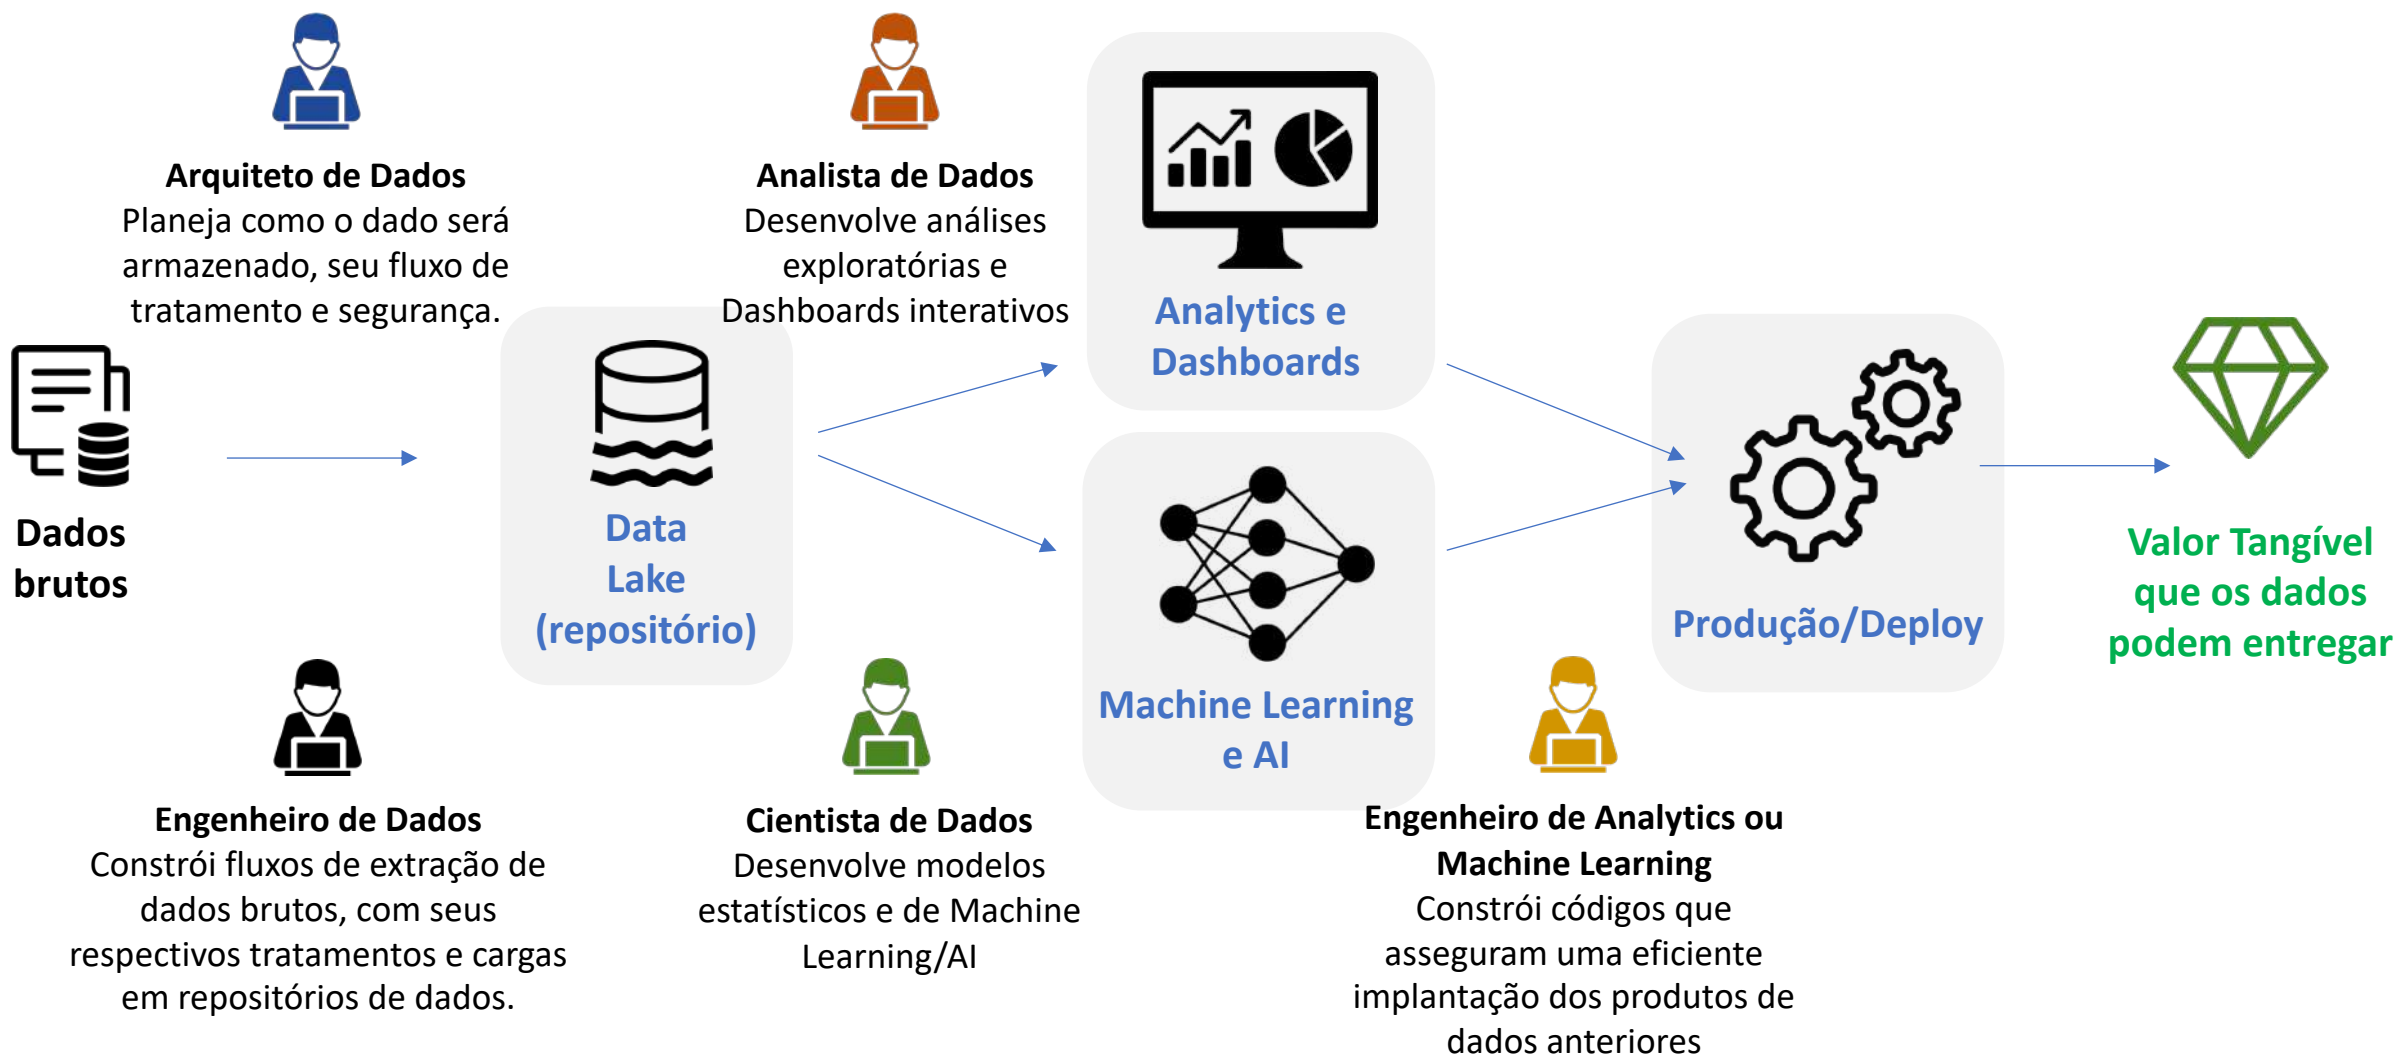 Arquiteto de Dados
Planeja como o dado será
armazenado, seu fluxo de
tratamento e segurança.
Analista de Dados
Desenvolve análises
exploratórias e
Dashboards interativos
Analytics e
Dashboards
Dados
brutos
Data
Lake
(repositório)
Machine Learning
e AI
Produção/Deploy
Valor Tangível
que os dados
podem entregar
Engenheiro de Dados
Constrói fluxos de extração de
dados brutos, com seus
respectivos tratamentos e cargas
em repositórios de dados.
Cientista de Dados
Desenvolve modelos
estatísticos e de Machine
Learning/AI
Engenheiro de Analytics ou
Machine Learning
Constrói códigos que
asseguram uma eficiente
implantação dos produtos de
dados anteriores